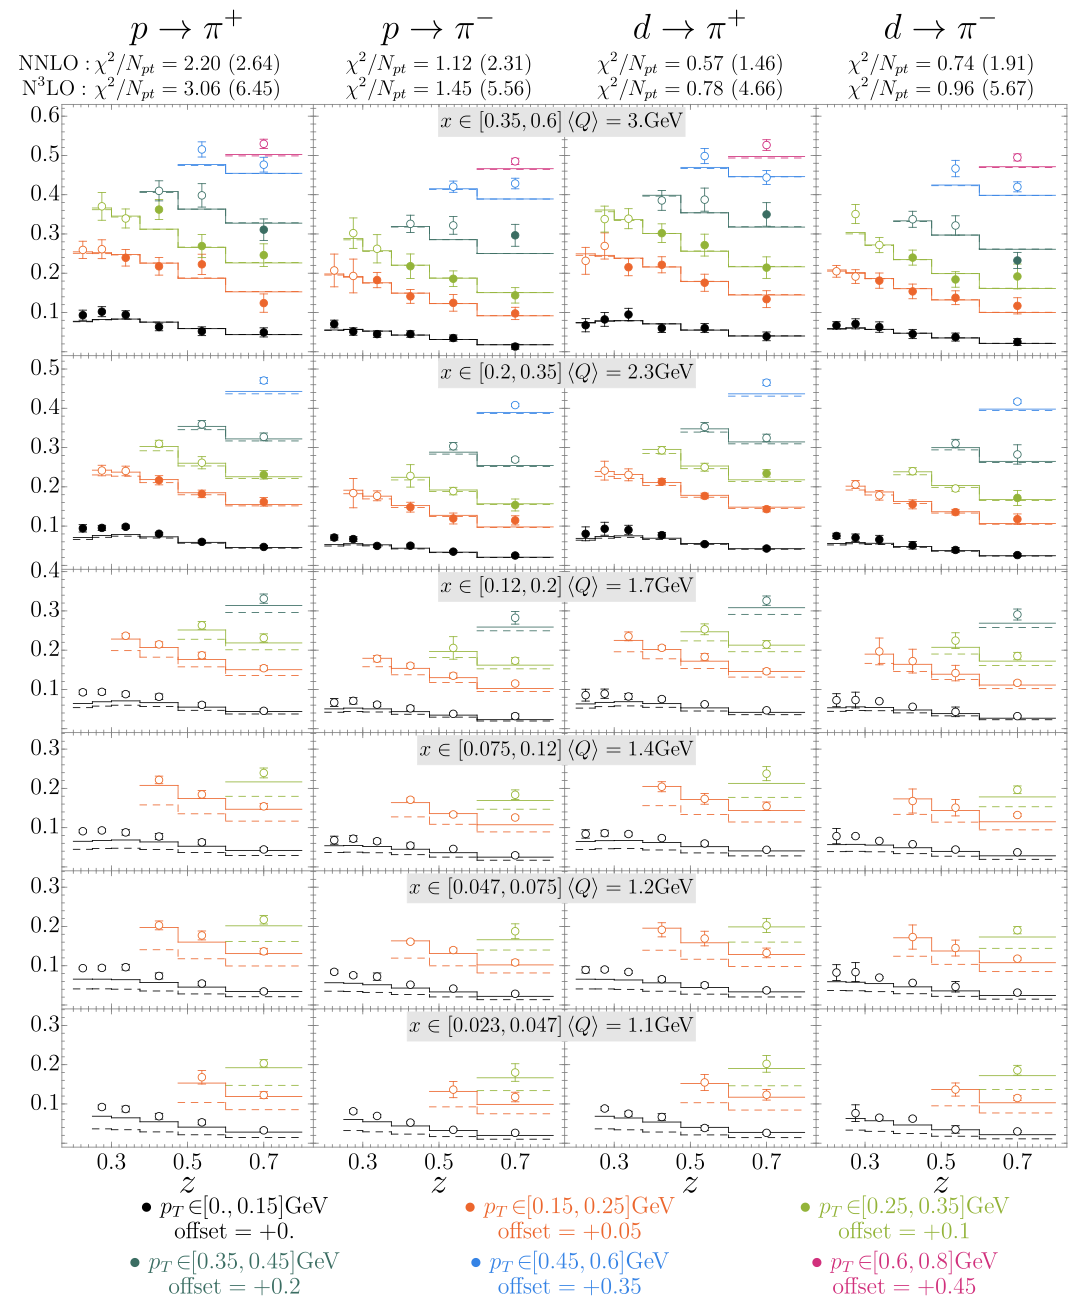 p → π⁺ p → π⁻ d → π⁺ d → π⁻
NNLO : χ²/N_pt = 2.20 (2.64) χ²/N_pt = 1.12 (2.31) χ²/N_pt = 0.57 (1.46) χ²/N_pt = 0.74 (1.91)
N³LO : χ²/N_pt = 3.06 (6.45) χ²/N_pt = 1.45 (5.56) χ²/N_pt = 0.78 (4.66) χ²/N_pt = 0.96 (5.67)
0.6
x ∈ [0.35, 0.6] ⟨Q⟩ = 3.GeV
0.5
0.4
0.3
0.2
0.1
0.5
x ∈ [0.2, 0.35] ⟨Q⟩ = 2.3GeV
0.4
0.3
0.2
0.1
0.4
x ∈ [0.12, 0.2] ⟨Q⟩ = 1.7GeV
0.3
0.2
0.1
0.3
x ∈ [0.075, 0.12] ⟨Q⟩ = 1.4GeV
0.2
0.1
0.3
x ∈ [0.047, 0.075] ⟨Q⟩ = 1.2GeV
0.2
0.1
0.3
x ∈ [0.023, 0.047] ⟨Q⟩ = 1.1GeV
0.2
0.1
0.3 0.5 0.7 0.3 0.5 0.7 0.3 0.5 0.7 0.3 0.5 0.7
z z z z
p_T ∈[0., 0.15]GeV p_T ∈[0.15, 0.25]GeV p_T ∈[0.25, 0.35]GeV
offset = +0. offset = +0.05 offset = +0.1
p_T ∈[0.35, 0.45]GeV p_T ∈[0.45, 0.6]GeV p_T ∈[0.6, 0.8]GeV
offset = +0.2 offset = +0.35 offset = +0.45